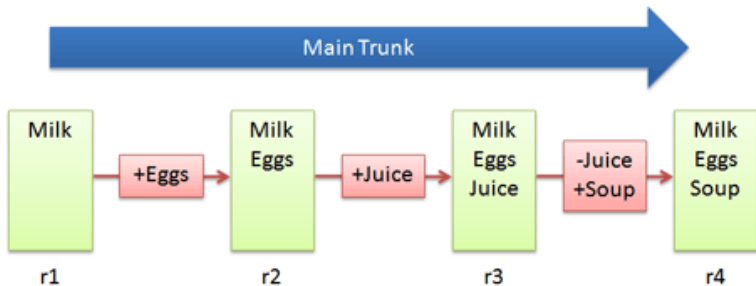 Main Trunk
Milk
+Eggs
Milk
Eggs
+Juice
Milk
Eggs
Juice
-Juice
+Soup
Milk
Eggs
Soup
r1
r2
r3
r4